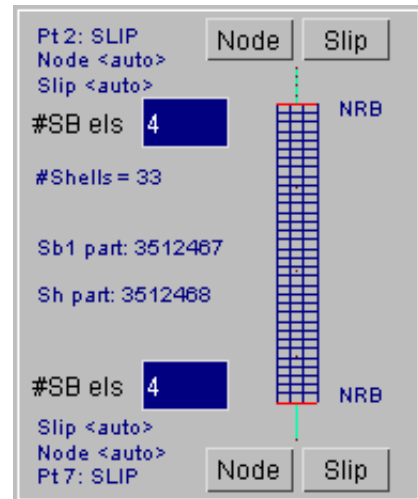 Pt 2: SLIP
Node <auto>
Slip <auto>
Node Slip
#SB els 4
NRB
#Shells = 33
Sb1 part: 3512467
Sh part: 3512468
#SB els 4
NRB
Slip <auto>
Node <auto>
Pt 7: SLIP
Node Slip